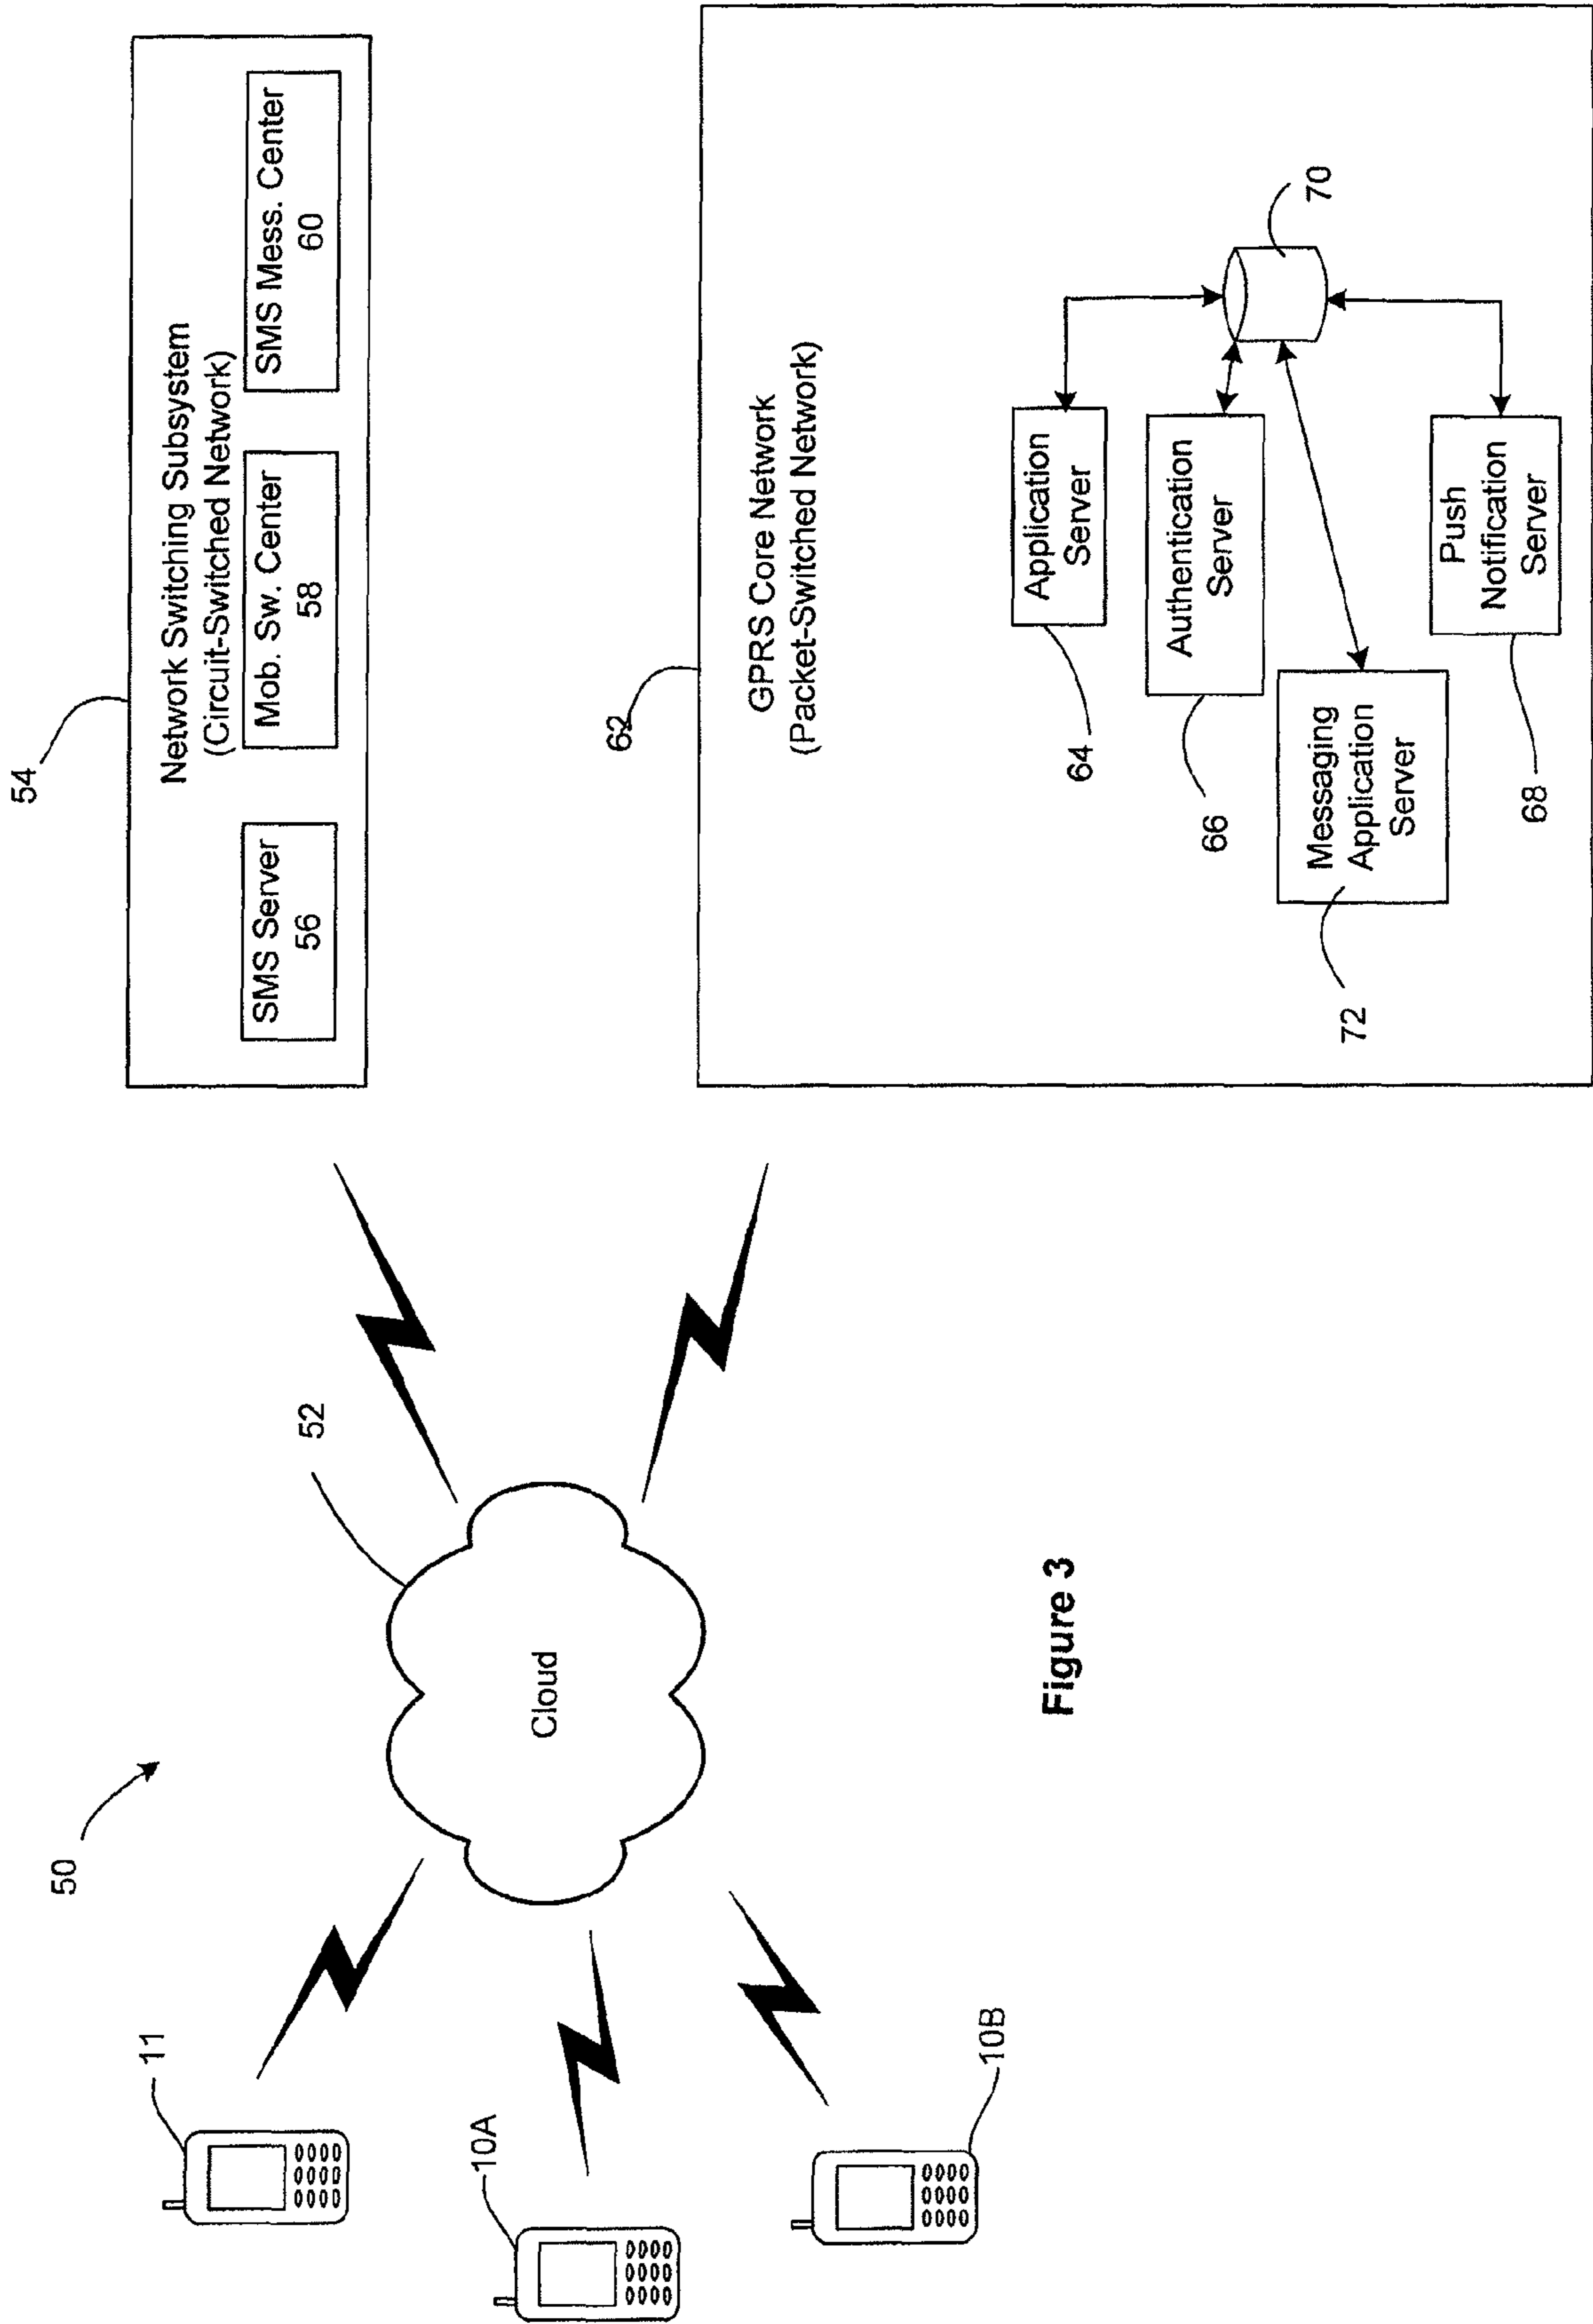 50
11
10A
10B
52
Cloud
54
Network Switching Subsystem
(Circuit-Switched Network)
SMS Server
56
Mob. Sw. Center
58
SMS Mess. Center
60
62
GPRS Core Network
(Packet-Switched Network)
64
Application
Server
66
Authentication
Server
70
72
Messaging
Application
Server
68
Push
Notification
Server
Figure 3